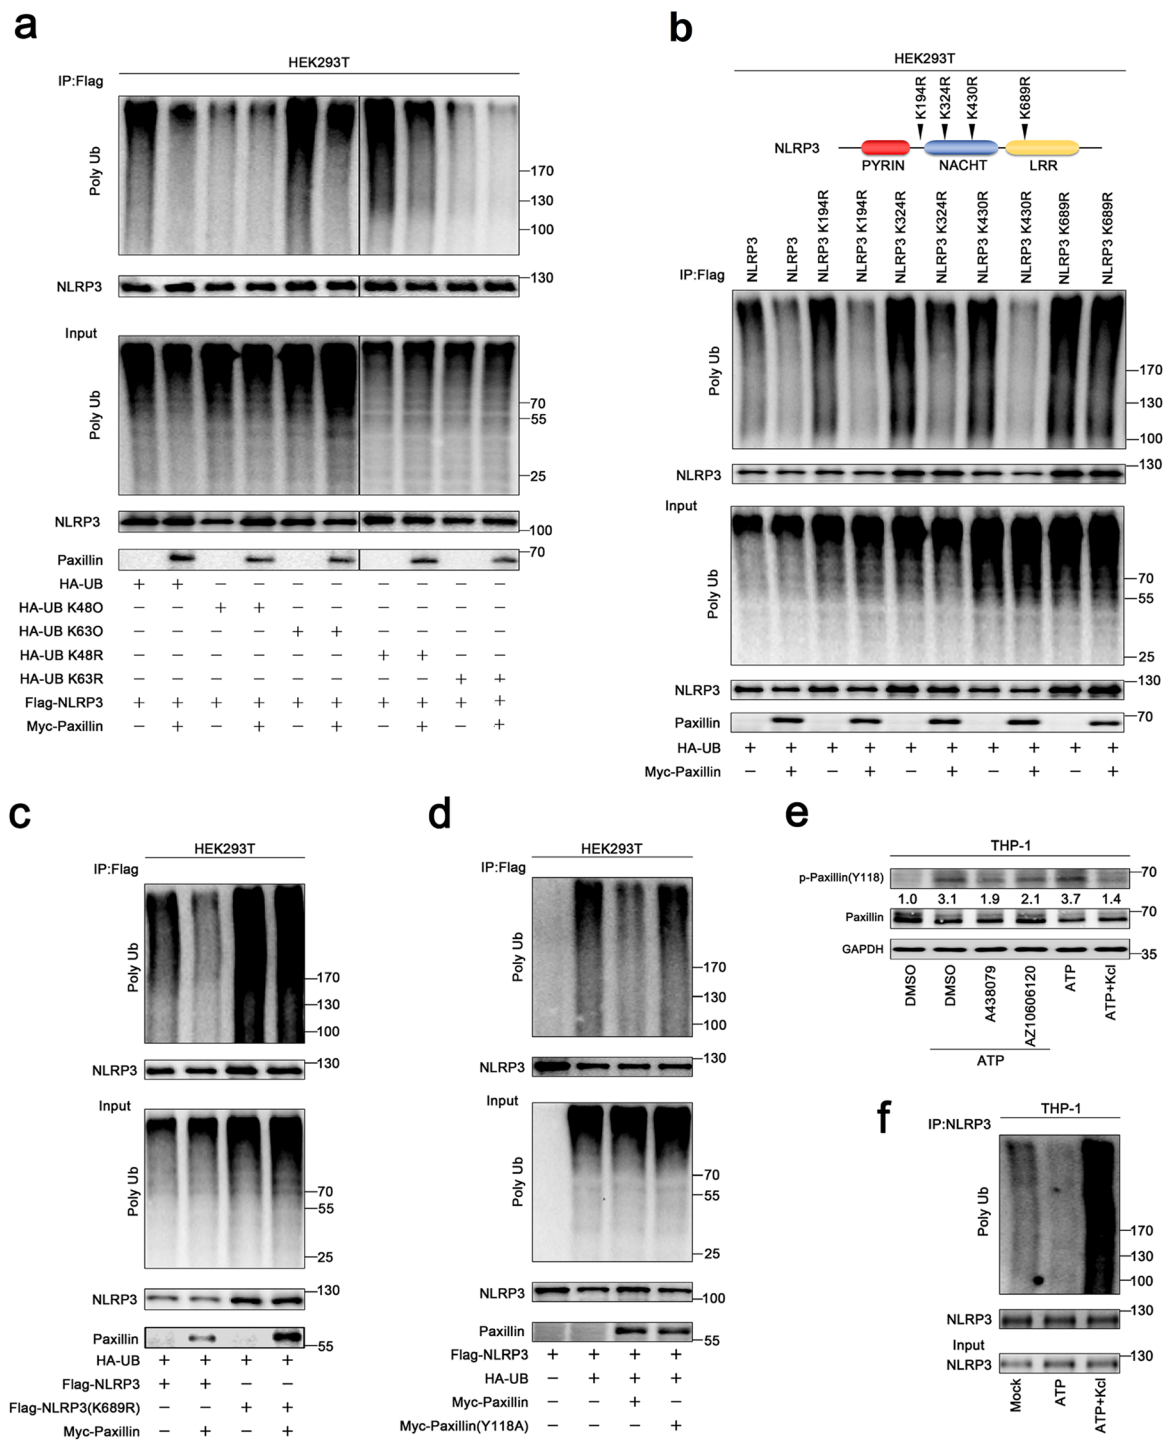 a
HEK293T
IP:Flag
Poly Ub
170
130
100
NLRP3
130
Input
Poly Ub
70
55
25
NLRP3
100
Paxillin
70
HA-UB + + − − − − − − − −
HA-UB K48O − − + + − − − − − −
HA-UB K63O − − − − + + − − − −
HA-UB K48R − − − − − − + + − −
HA-UB K63R − − − − − − − − + +
Flag-NLRP3 + + + + + + + + + +
Myc-Paxillin − + − + − + − + − +
b
HEK293T
K194R K324R K430R K689R
NLRP3
PYRIN NACHT LRR
NLRP3 NLRP3 NLRP3 K194R NLRP3 K194R NLRP3 K324R NLRP3 K324R NLRP3 K430R NLRP3 K430R NLRP3 K689R NLRP3 K689R
IP:Flag
Poly Ub
170
130
100
NLRP3
130
Input
Poly Ub
70
55
25
NLRP3
130
Paxillin
70
HA-UB + + + + + + + + + +
Myc-Paxillin − + − + − + − + − +
c
HEK293T
IP:Flag
Poly Ub
170
130
100
NLRP3
130
Input
Poly Ub
70
55
25
NLRP3
130
Paxillin
55
HA-UB + + + +
Flag-NLRP3 + + − −
Flag-NLRP3(K689R) − − + +
Myc-Paxillin − + − +
d
HEK293T
IP:Flag
Poly Ub
170
130
100
NLRP3
130
Input
Poly Ub
70
55
25
NLRP3
100
Paxillin
55
Flag-NLRP3 + + + +
HA-UB − + + +
Myc-Paxillin − − + −
Myc-Paxillin(Y118A) − − − +
e
THP-1
p-Paxillin(Y118)
70
1.0 3.1 1.9 2.1 3.7 1.4
Paxillin
70
GAPDH
35
DMSO DMSO A438079 AZ10606120 ATP ATP+Kcl
ATP
f
THP-1
IP:NLRP3
Poly Ub
170
130
100
NLRP3
130
Input
NLRP3
130
Mock ATP ATP+Kcl